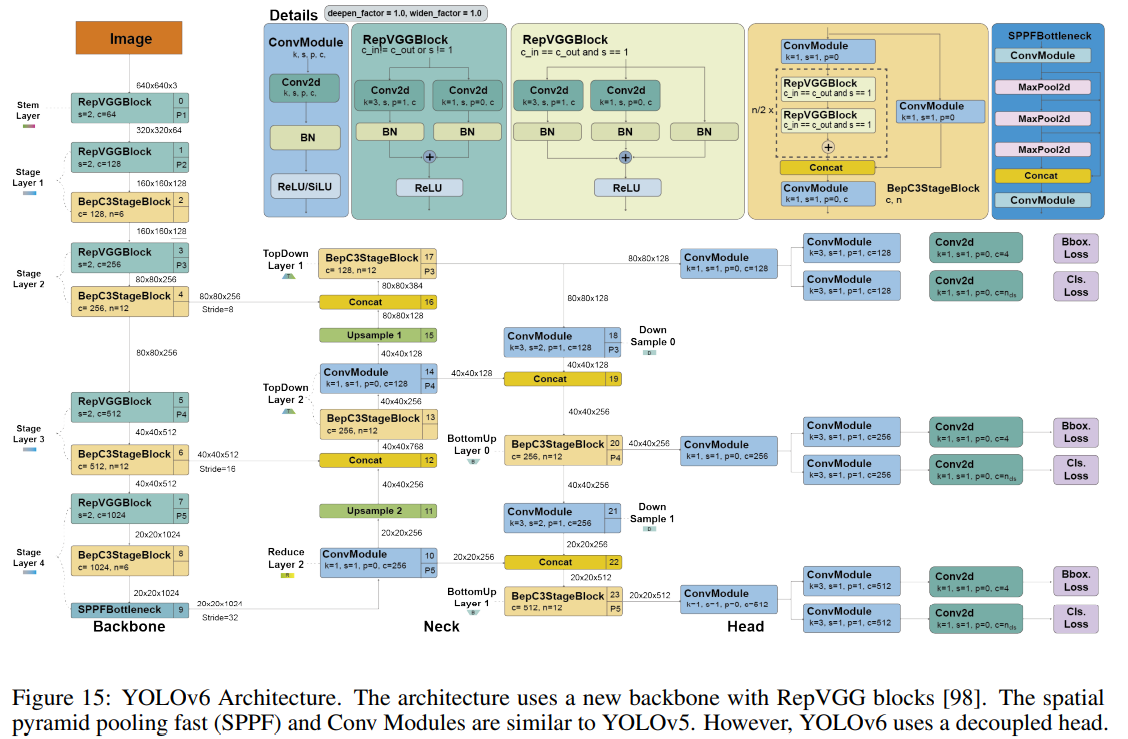 Details
deepen_factor = 1.0, widen_factor = 1.0
Image
640x640x3
Stem
Layer
RepVGGBlock
s=2, c=64
0
P1
320x320x64
Stage
Layer 1
RepVGGBlock
s=2, c=128
1
P2
160x160x128
BepC3StageBlock
c= 128, n=6
2
160x160x128
Stage
Layer 2
RepVGGBlock
s=2, c=256
3
P3
80x80x256
BepC3StageBlock
c= 256, n=12
4
80x80x256
Stride=8
80x80x256
Stage
Layer 3
RepVGGBlock
s=2, c=512
5
P4
40x40x512
BepC3StageBlock
c= 512, n=12
6
40x40x512
Stride=16
40x40x512
Stage
Layer 4
RepVGGBlock
s=2, c=1024
7
P5
20x20x1024
BepC3StageBlock
c= 1024, n=6
8
20x20x1024
SPPFBottleneck
9
20x20x1024
Stride=32
Backbone
ConvModule
k, s, p, c,
Conv2d
k, s, p, c,
BN
ReLU/SiLU
RepVGGBlock
c_in!= c_out or s != 1
Conv2d
k=3, s, p=1, c
Conv2d
k=1, s, p=0, c
BN
BN
+
ReLU
RepVGGBlock
c_in == c_out and s == 1
Conv2d
k=3, s, p=1, c
Conv2d
k=1, s, p=0, c
BN
BN
BN
+
ReLU
ConvModule
k=1, s=1, p=0
n/2 x
RepVGGBlock
c_in == c_out and s == 1
RepVGGBlock
c_in == c_out and s == 1
+
ConvModule
k=1, s=1, p=0
Concat
ConvModule
k=1, s=1, p=0, c
BepC3StageBlock
c, n
SPPFBottleneck
ConvModule
MaxPool2d
MaxPool2d
MaxPool2d
Concat
ConvModule
TopDown
Layer 1
T
BepC3StageBlock
c= 128, n=12
17
P3
80x80x384
Concat
16
80x80x128
Upsample 1
15
40x40x128
TopDown
Layer 2
T
ConvModule
k=1, s=1, p=0, c=128
14
P4
40x40x256
BepC3StageBlock
c= 256, n=12
13
40x40x768
Concat
12
40x40x256
Upsample 2
11
20x20x256
Reduce
Layer 2
R
ConvModule
k=1, s=1, p=0, c=256
10
P5
Neck
80x80x128
80x80x128
ConvModule
k=3, s=2, p=1, c=128
18
P3
Down
Sample 0
D
40x40x128
40x40x128
Concat
19
40x40x256
BottomUp
Layer 0
B
BepC3StageBlock
c= 256, n=12
20
P4
40x40x256
40x40x256
ConvModule
k=3, s=2, p=1, c=256
21
Down
Sample 1
D
20x20x256
20x20x256
Concat
22
20x20x512
BottomUp
Layer 1
B
BepC3StageBlock
c= 512, n=12
23
P5
20x20x512
ConvModule
k=1, s=1, p=0, c=128
ConvModule
k=3, s=1, p=1, c=128
Conv2d
k=1, s=1, p=0, c=4
Bbox.
Loss
ConvModule
k=3, s=1, p=1, c=128
Conv2d
k=1, s=1, p=0, c=ncls
Cls.
Loss
ConvModule
k=1, s=1, p=0, c=256
ConvModule
k=3, s=1, p=1, c=256
Conv2d
k=1, s=1, p=0, c=4
Bbox.
Loss
ConvModule
k=3, s=1, p=1, c=256
Conv2d
k=1, s=1, p=0, c=ncls
Cls.
Loss
ConvModule
k=1, s=1, p=0, c=512
ConvModule
k=3, s=1, p=1, c=512
Conv2d
k=1, s=1, p=0, c=4
Bbox.
Loss
ConvModule
k=3, s=1, p=1, c=512
Conv2d
k=1, s=1, p=0, c=ncls
Cls.
Loss
Head
Figure 15: YOLOv6 Architecture. The architecture uses a new backbone with RepVGG blocks [98]. The spatial
pyramid pooling fast (SPPF) and Conv Modules are similar to YOLOv5. However, YOLOv6 uses a decoupled head.